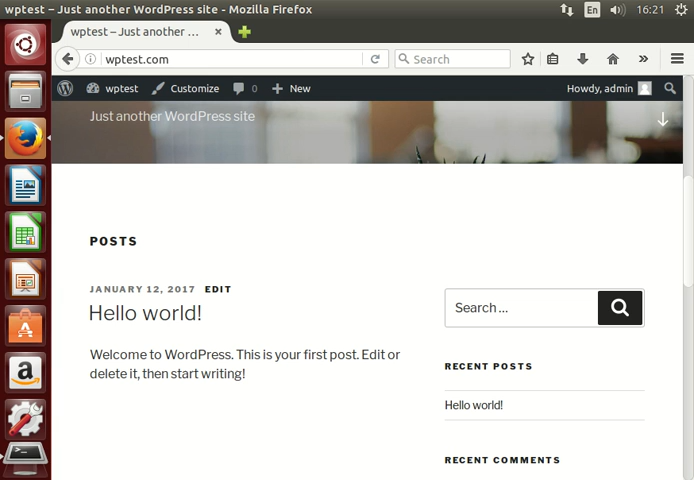 wptest – Just another WordPress site - Mozilla Firefox
En
16:21
wptest – Just another ...
wptest.com
Search
wptest
Customize
0
New
Howdy, admin
Just another WordPress site
POSTS
JANUARY 12, 2017 EDIT
Hello world!
Welcome to WordPress. This is your first post. Edit or
delete it, then start writing!
Search ...
RECENT POSTS
Hello world!
RECENT COMMENTS